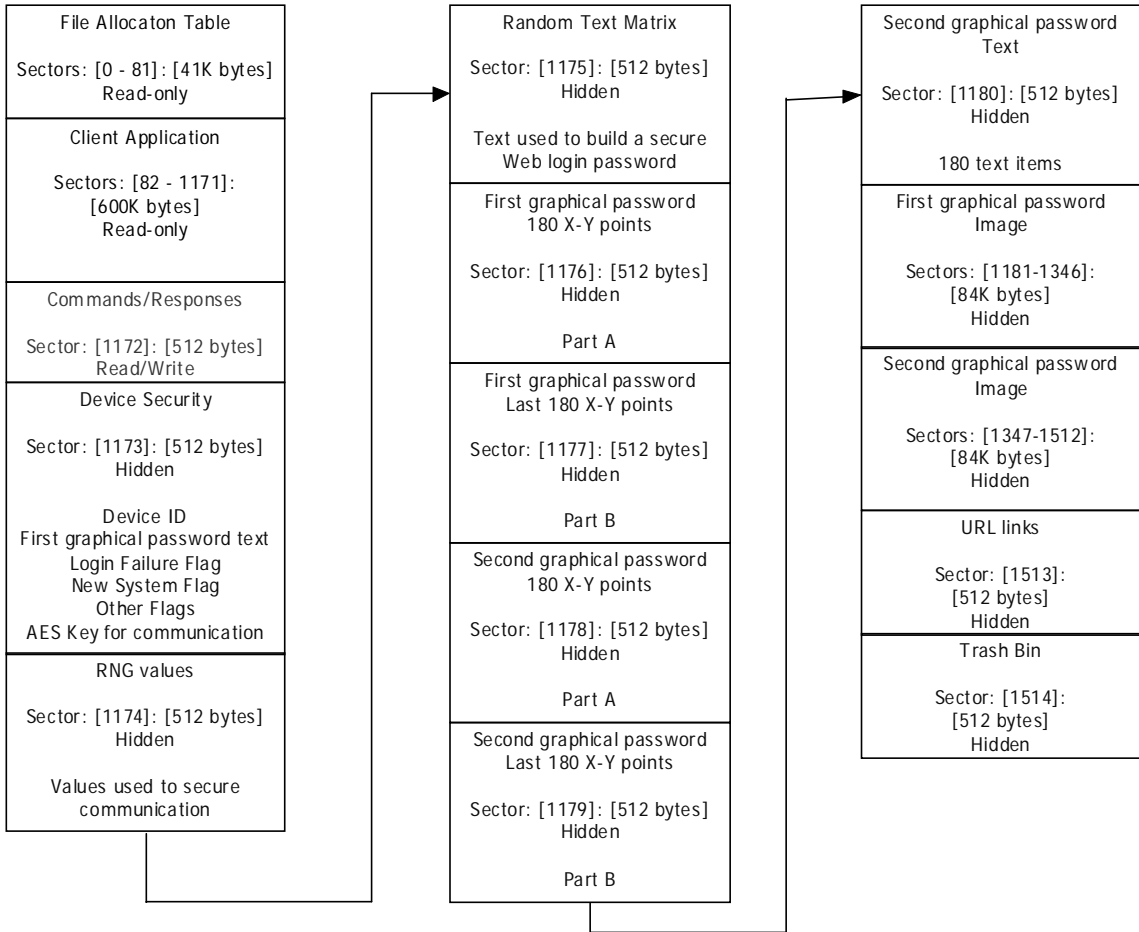 File Allocaton Table
Sectors: [0 - 81]: [41K bytes]
Read-only
Client Application
Sectors: [82 - 1171]:
[600K bytes]
Read-only
Commands/Responses
Sector: [1172]: [512 bytes]
Read/Write
Device Security
Sector: [1173]: [512 bytes]
Hidden
Device ID
First graphical password text
Login Failure Flag
New System Flag
Other Flags
AES Key for communication
RNG values
Sector: [1174]: [512 bytes]
Hidden
Values used to secure
communication
Random Text Matrix
Sector: [1175]: [512 bytes]
Hidden
Text used to build a secure
Web login password
First graphical password
180 X-Y points
Sector: [1176]: [512 bytes]
Hidden
Part A
First graphical password
Last 180 X-Y points
Sector: [1177]: [512 bytes]
Hidden
Part B
Second graphical password
180 X-Y points
Sector: [1178]: [512 bytes]
Hidden
Part A
Second graphical password
Last 180 X-Y points
Sector: [1179]: [512 bytes]
Hidden
Part B
Second graphical password
Text
Sector: [1180]: [512 bytes]
Hidden
180 text items
First graphical password
Image
Sectors: [1181-1346]:
[84K bytes]
Hidden
Second graphical password
Image
Sectors: [1347-1512]:
[84K bytes]
Hidden
URL links
Sector: [1513]:
[512 bytes]
Hidden
Trash Bin
Sector: [1514]:
[512 bytes]
Hidden